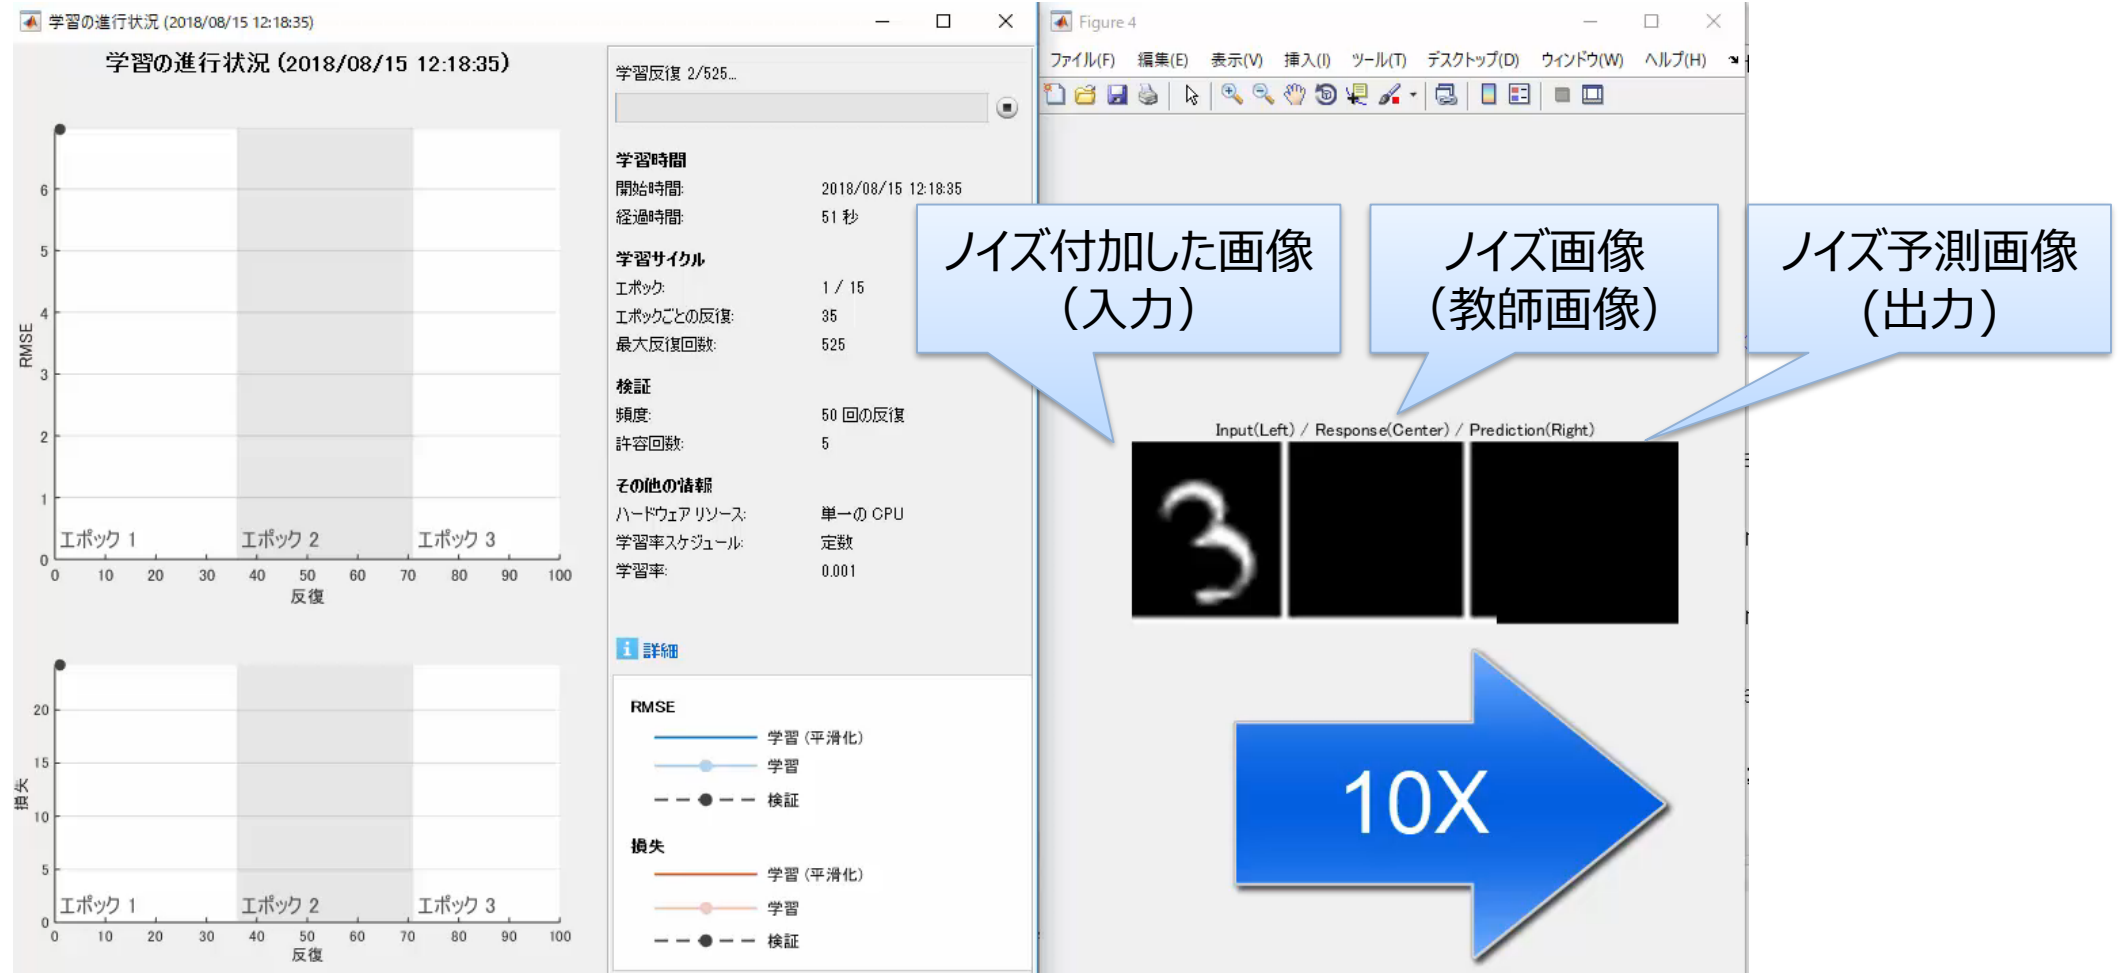 学習の進行状況 (2018/08/15 12:18:35)
学習の進行状況 (2018/08/15 12:18:35)
RMSE
6
5
4
3
2
1
0
エポック 1
エポック 2
エポック 3
0 10 20 30 40 50 60 70 80 90 100
反復
損失
20
15
10
5
0
エポック 1
エポック 2
エポック 3
0 10 20 30 40 50 60 70 80 90 100
反復
学習反復 2/525...
学習時間
開始時間: 2018/08/15 12:18:35
経過時間: 51 秒
学習サイクル
エポック: 1 / 15
エポックごとの反復: 35
最大反復回数: 525
検証
頻度: 50 回の反復
許容回数: 5
その他の情報
ハードウェア リソース: 単一の CPU
学習率スケジュール: 定数
学習率: 0.001
i 詳細
RMSE
学習 (平滑化)
学習
検証
損失
学習 (平滑化)
学習
検証
Figure 4
ファイル(F) 編集(E) 表示(V) 挿入(I) ツール(T) デスクトップ(D) ウィンドウ(W) ヘルプ(H)
ノイズ付加した画像
（入力）
ノイズ画像
（教師画像）
ノイズ予測画像
(出力)
Input(Left) / Response(Center) / Prediction(Right)
3
10X